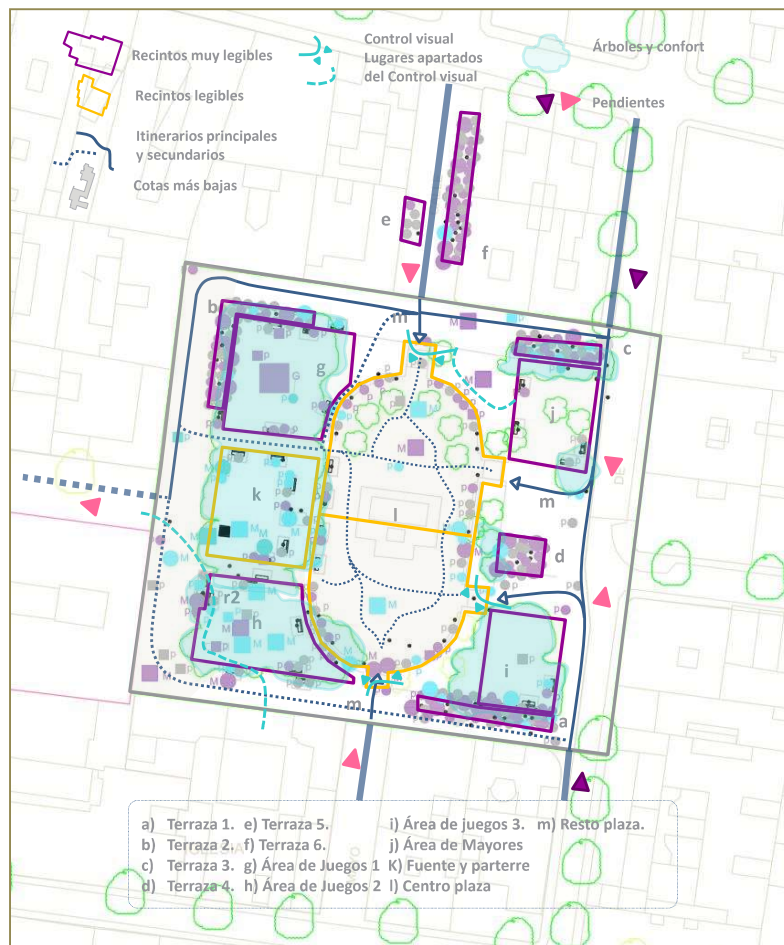 Recintos muy legibles
Recintos legibles
Itinerarios principales
y secundarios
Cotas más bajas
Control visual
Lugares apartados
del Control visual
Árboles y confort
Pendientes
e
f
b
m
c
g
j
k
l
m
d
r2
h
i
m
a
a) Terraza 1. e) Terraza 5. i) Área de juegos 3. m) Resto plaza.
b) Terraza 2. f) Terraza 6. j) Área de Mayores
c) Terraza 3. g) Área de Juegos 1 K) Fuente y parterre
d) Terraza 4. h) Área de Juegos 2 l) Centro plaza